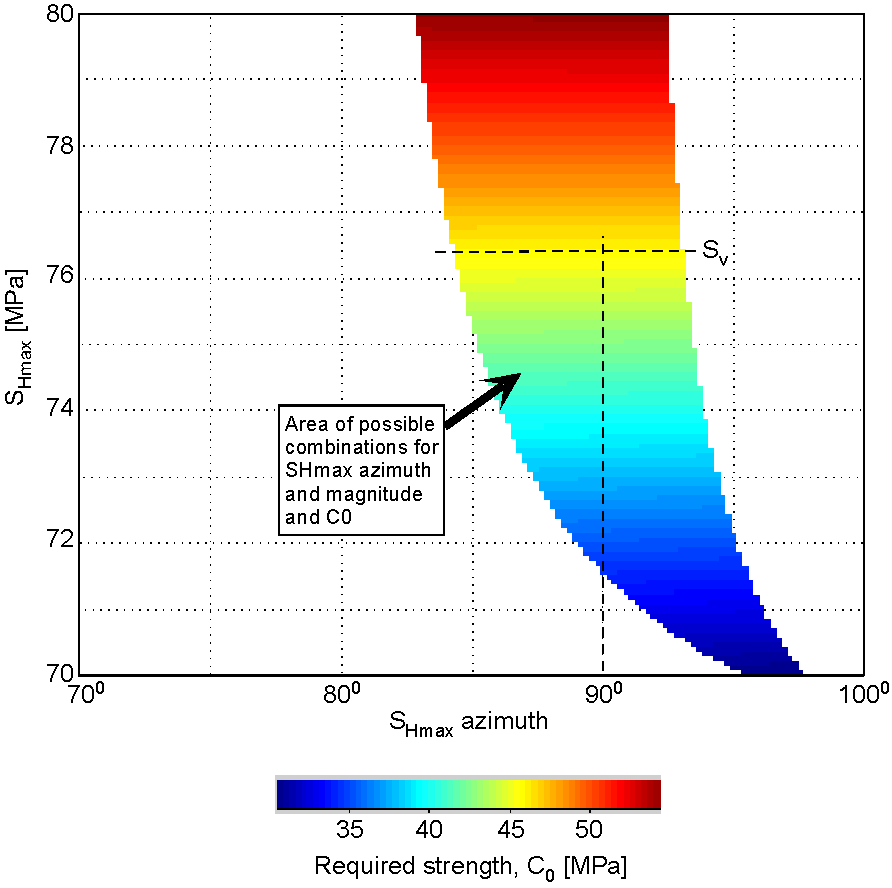 80
78
76
74
72
70
S_Hmax [MPa]
S_v
Area of possible
combinations for
SHmax azimuth
and magnitude
and C0
70⁰ 80⁰ 90⁰ 100⁰
S_Hmax azimuth
35 40 45 50
Required strength, C₀ [MPa]